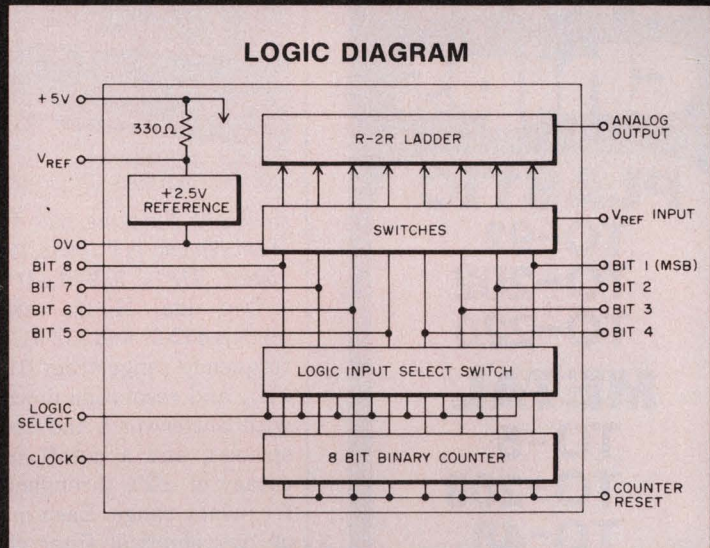 LOGIC DIAGRAM
+5V
330Ω
VREF
+2.5V
REFERENCE
0V
BIT 8
BIT 7
BIT 6
BIT 5
LOGIC
SELECT
CLOCK
R-2R LADDER
SWITCHES
LOGIC INPUT SELECT SWITCH
8 BIT BINARY COUNTER
ANALOG
OUTPUT
VREF INPUT
BIT 1 (MSB)
BIT 2
BIT 3
BIT 4
COUNTER
RESET